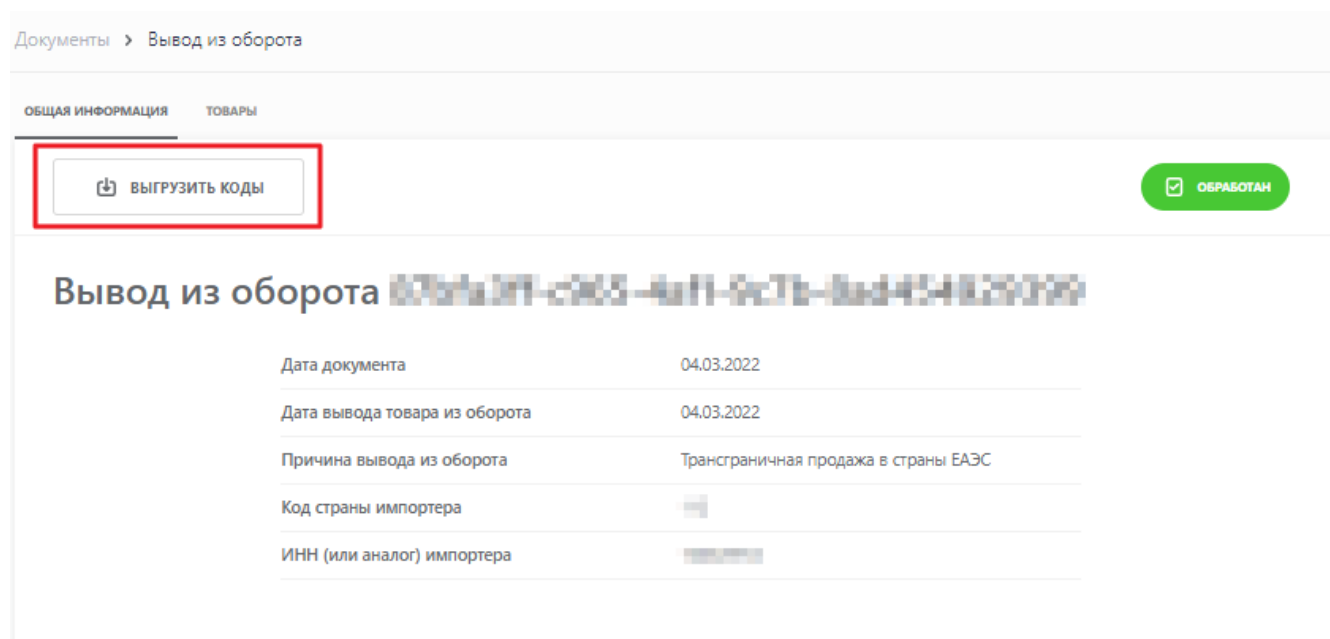 Документы > Вывод из оборота
ОБЩАЯ ИНФОРМАЦИЯ ТОВАРЫ
ВЫГРУЗИТЬ КОДЫ ОБРАБОТАН
Вывод из оборота
Дата документа 04.03.2022
Дата вывода товара из оборота 04.03.2022
Причина вывода из оборота Трансграничная продажа в страны ЕАЭС
Код страны импортера
ИНН (или аналог) импортера